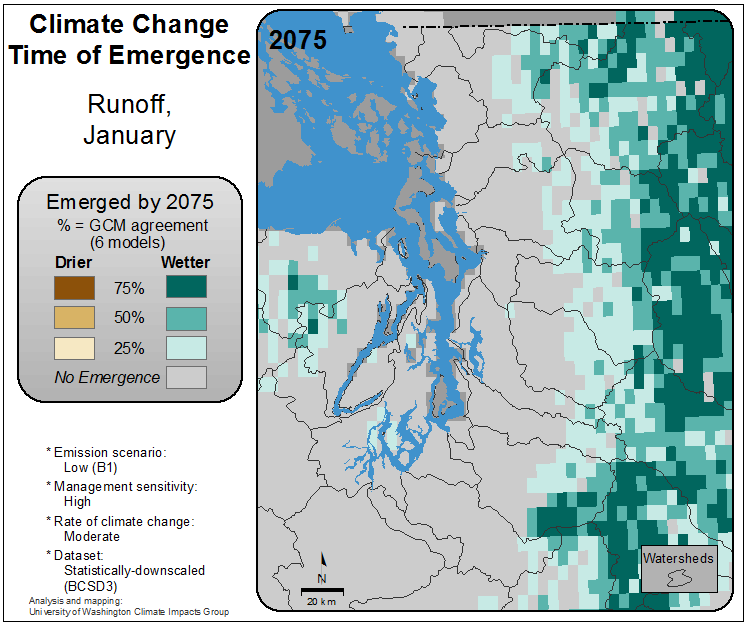 Climate Change
Time of Emergence
Runoff,
January
Emerged by 2075
% = GCM agreement
(6 models)
Drier Wetter
75%
50%
25%
No Emergence
* Emission scenario:
Low (B1)
* Management sensitivity:
High
* Rate of climate change:
Moderate
* Dataset:
Statistically-downscaled
(BCSD3)
Analysis and mapping:
University of Washington Climate Impacts Group
2075
N
20 km
Watersheds